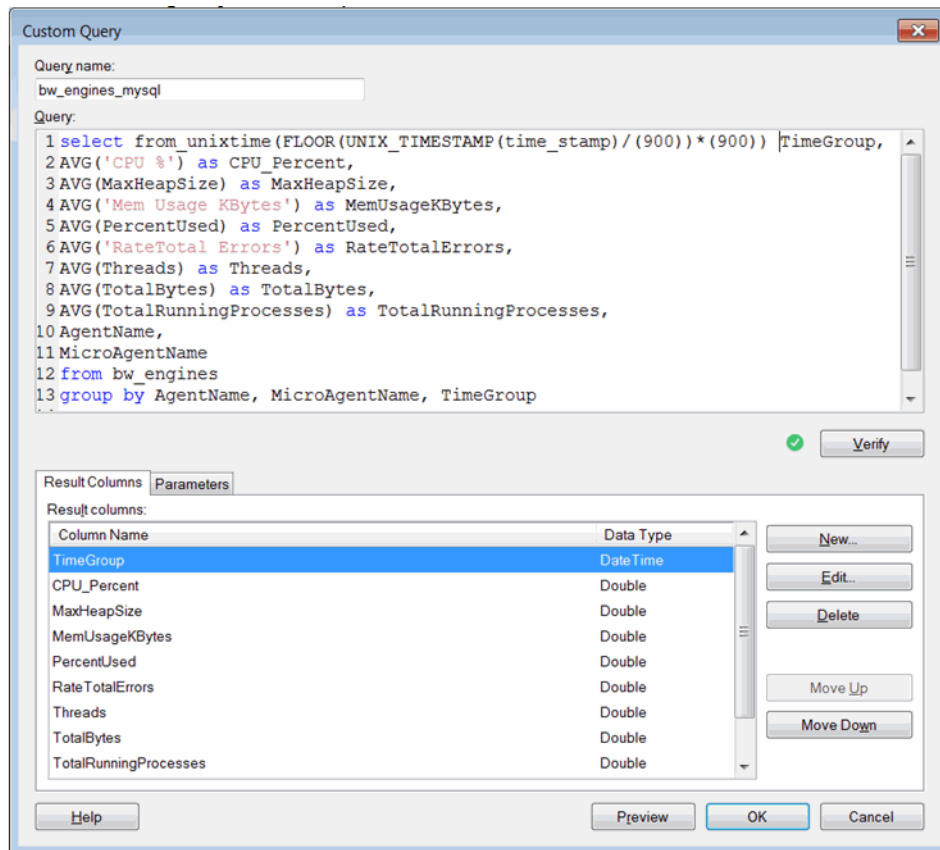 Custom Query
Query name:
bw_engines_mysql
Query:
1 select from_unixtime(FLOOR(UNIX_TIMESTAMP(time_stamp)/(900))*(900)) TimeGroup,
2 AVG('CPU %') as CPU_Percent,
3 AVG(MaxHeapSize) as MaxHeapSize,
4 AVG('Mem Usage KBytes') as MemUsageKBytes,
5 AVG(PercentUsed) as PercentUsed,
6 AVG('RateTotal Errors') as RateTotalErrors,
7 AVG(Threads) as Threads,
8 AVG(TotalBytes) as TotalBytes,
9 AVG(TotalRunningProcesses) as TotalRunningProcesses,
10 AgentName,
11 MicroAgentName
12 from bw_engines
13 group by AgentName, MicroAgentName, TimeGroup
Verify
Result Columns Parameters
Result columns:
Column Name Data Type
New...
TimeGroup DateTime
CPU_Percent Double
Edit...
MaxHeapSize Double
Delete
MemUsageKBytes Double
PercentUsed Double
RateTotalErrors Double
Move Up
Threads Double
Move Down
TotalBytes Double
TotalRunningProcesses Double
Help Preview OK Cancel